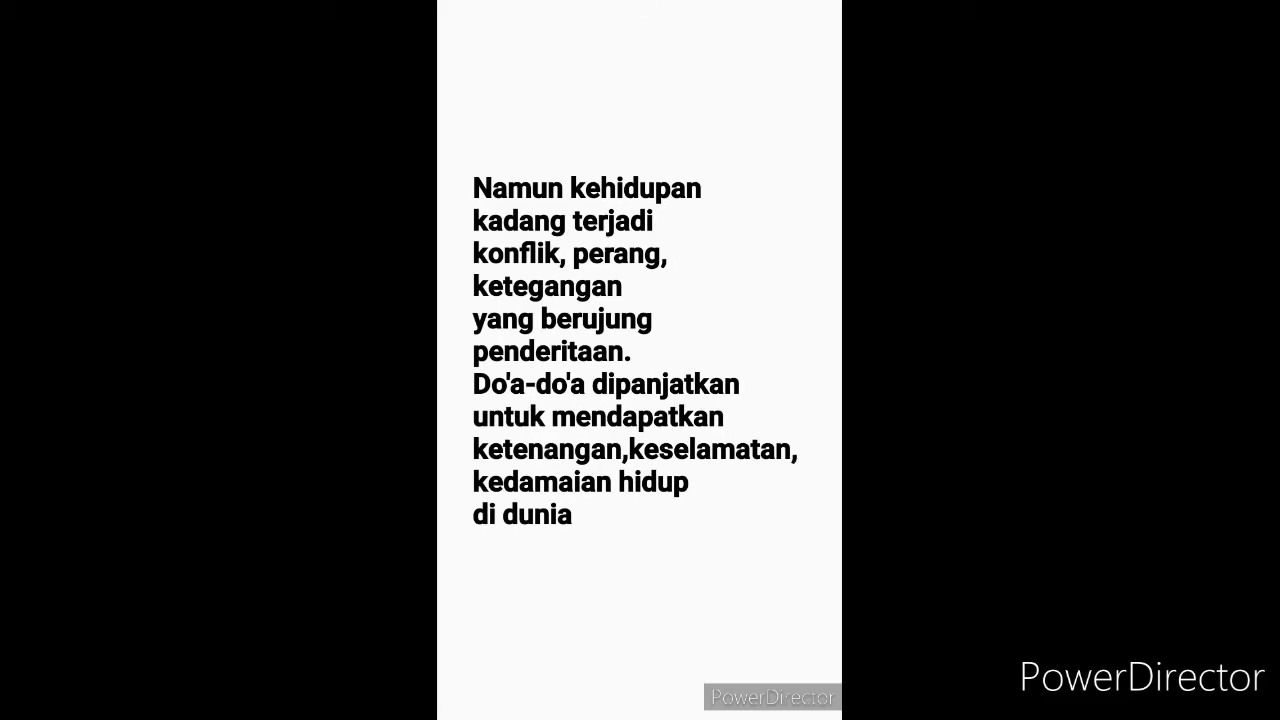 Namun kehidupan
kadang terjadi
konflik, perang,
ketegangan
yang berujung
penderitaan.
Do'a-do'a dipanjatkan
untuk mendapatkan
ketenangan,keselamatan,
kedamaian hidup
di dunia
PowerDirector
PowerDirector